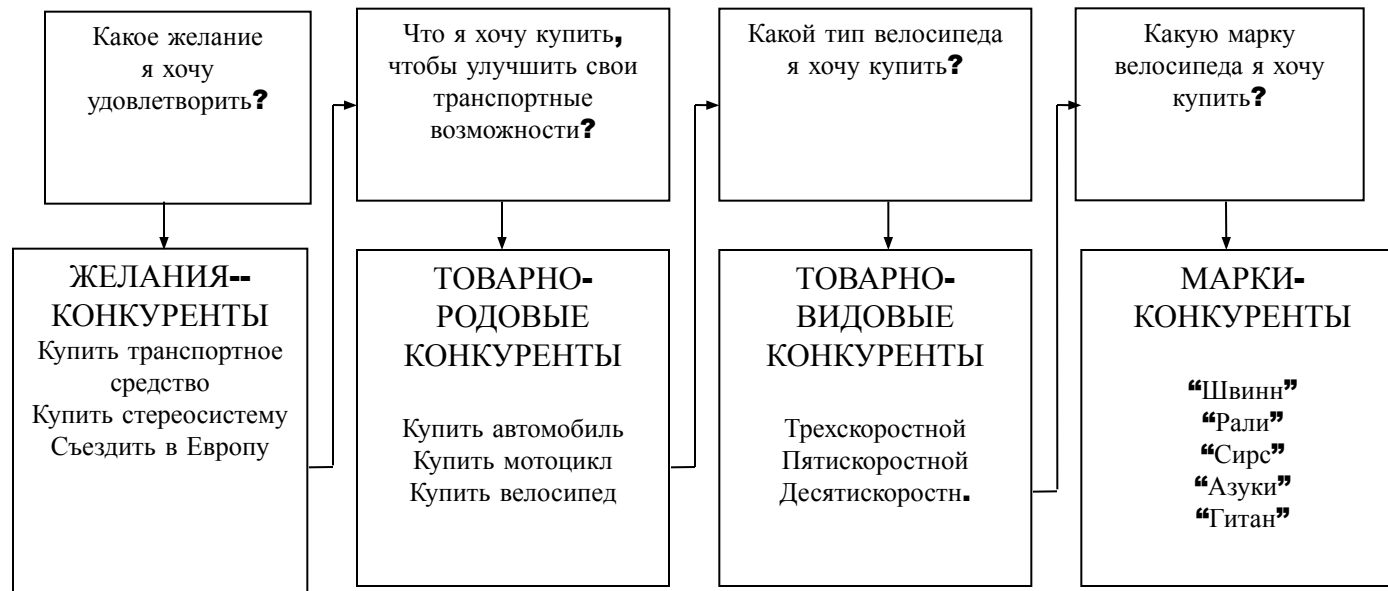 Какое желание
я хочу
удовлетворить?
Что я хочу купить,
чтобы улучшить свои
транспортные
возможности?
Какой тип велосипеда
я хочу купить?
Какую марку
велосипеда я хочу
купить?
ЖЕЛАНИЯ--
КОНКУРЕНТЫ
Купить транспортное
средство
Купить стереосистему
Съездить в Европу
ТОВАРНО-
РОДОВЫЕ
КОНКУРЕНТЫ
Купить автомобиль
Купить мотоцикл
Купить велосипед
ТОВАРНО-
ВИДОВЫЕ
КОНКУРЕНТЫ
Трехскоростной
Пятискоростной
Десятискоростн.
МАРКИ-
КОНКУРЕНТЫ
“Швинн”
“Рали”
“Сирс”
“Азуки”
“Гитан”